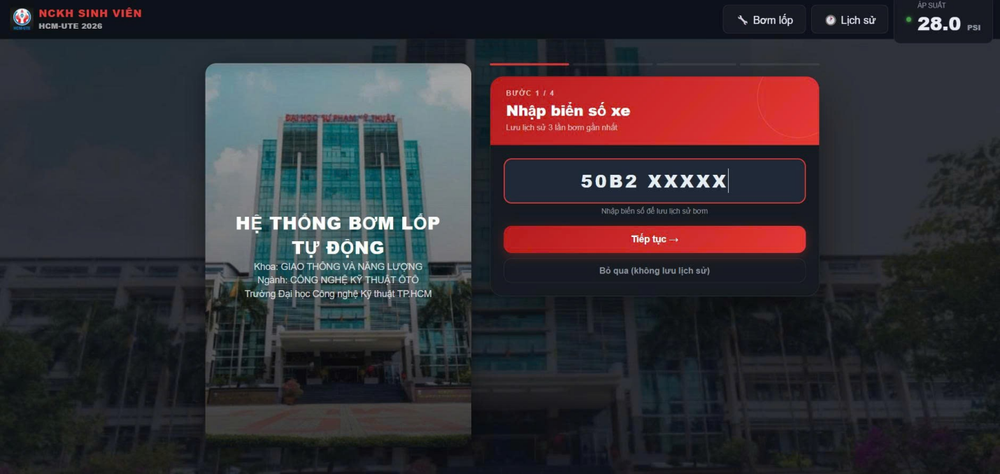 NCKH SINH VIÊN
HCM-UTE 2026
HCM-UTE
Bơm lốp
Lịch sử
ÁP SUẤT
28.0 PSI
ĐẠI HỌC SƯ PHẠM KỸ THUẬT
HỆ THỐNG BƠM LỐP
TỰ ĐỘNG
Khoa: GIAO THÔNG VÀ NĂNG LƯỢNG
Ngành: CÔNG NGHỆ KỸ THUẬT ÔTÔ
Trường Đại học Công nghệ Kỹ thuật TP.HCM
BƯỚC 1 / 4
Nhập biển số xe
Lưu lịch sử 3 lần bơm gần nhất
50B2 XXXXX
Nhập biển số để lưu lịch sử bơm
Tiếp tục →
Bỏ qua (không lưu lịch sử)